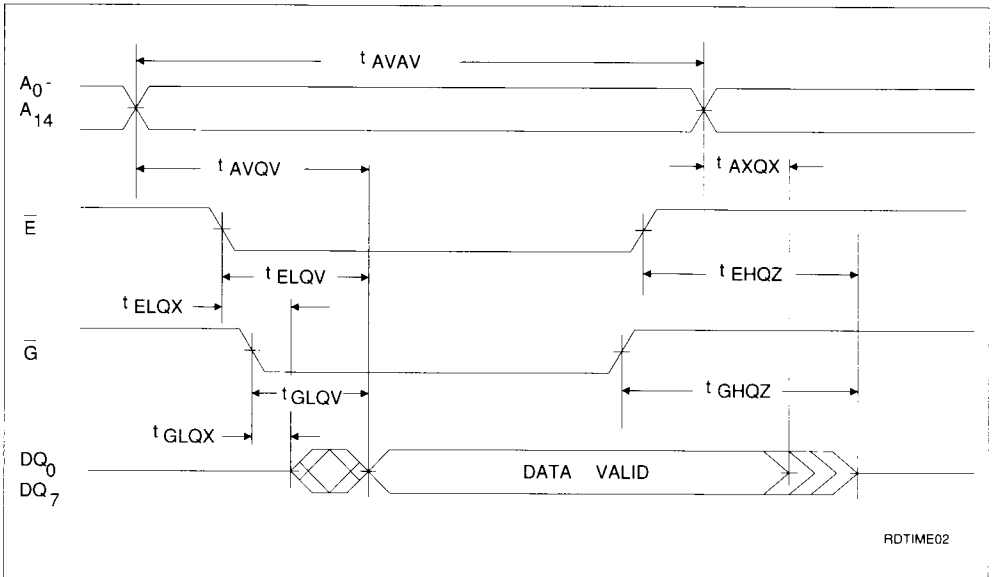 t AVAV
A0-
A14
t AVQV
t AXQX
E
t ELQV
t EHQZ
t ELQX
G
t GLQV
t GHQZ
t GLQX
DQ0
DQ7
DATA VALID
RDTIME02